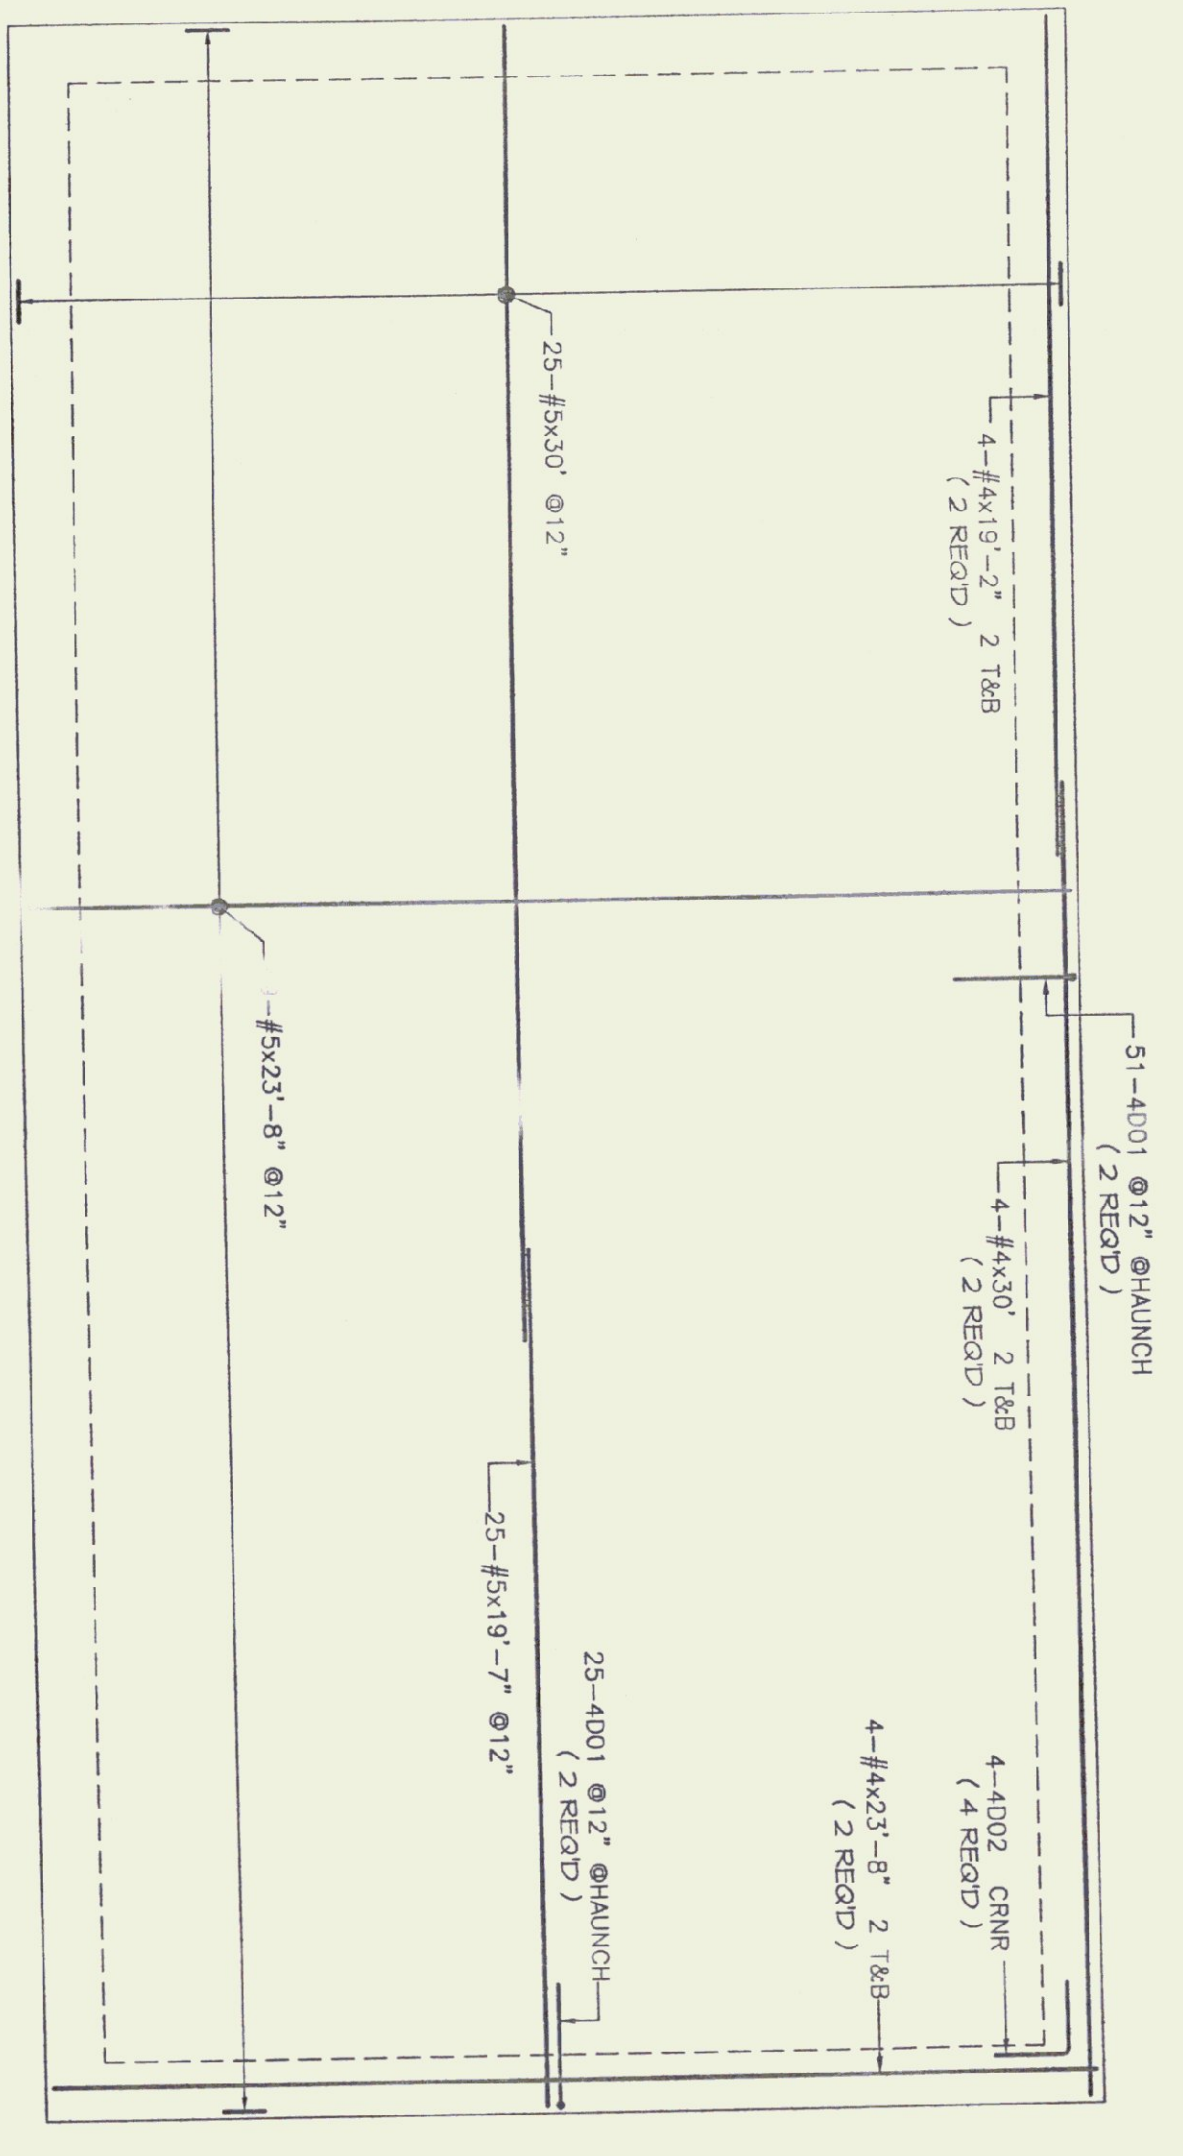 51-4D01 @12" @HAUNCH
( 2 REQ'D )
4-#4x19'-2" 2 T&B
( 2 REQ'D )
4-#4x30' 2 T&B
( 2 REQ'D )
4-4D02 CRNR
( 4 REQ'D )
4-#4x23'-8" 2 T&B
( 2 REQ'D )
25-#5x30' @12"
25-4D01 @12" @HAUNCH
( 2 REQ'D )
25-#5x19'-7" @12"
-#5x23'-8" @12"